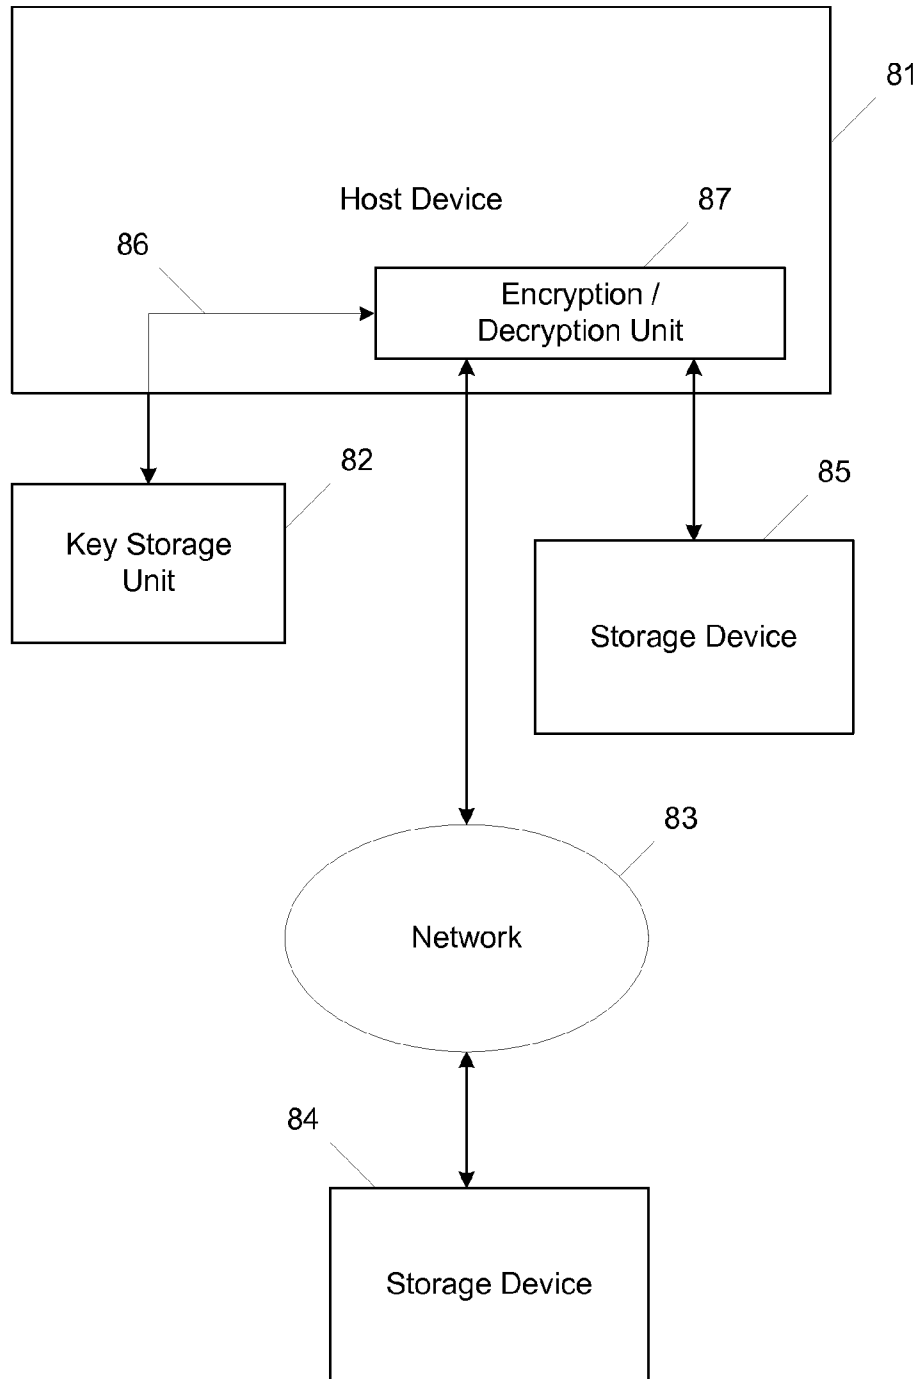 81
Host Device
87
86
Encryption /
Decryption Unit
82
85
Key Storage
Unit
Storage Device
83
Network
84
Storage Device